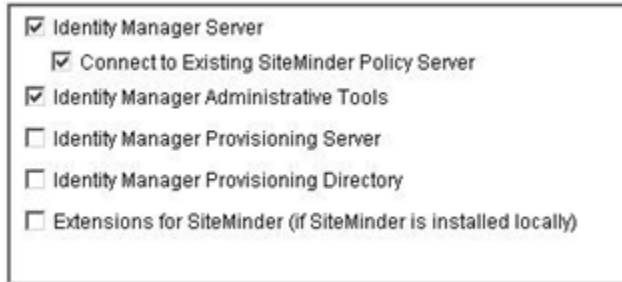 Identity Manager Server
Connect to Existing SiteMinder Policy Server
Identity Manager Administrative Tools
Identity Manager Provisioning Server
Identity Manager Provisioning Directory
Extensions for SiteMinder (if SiteMinder is installed locally)